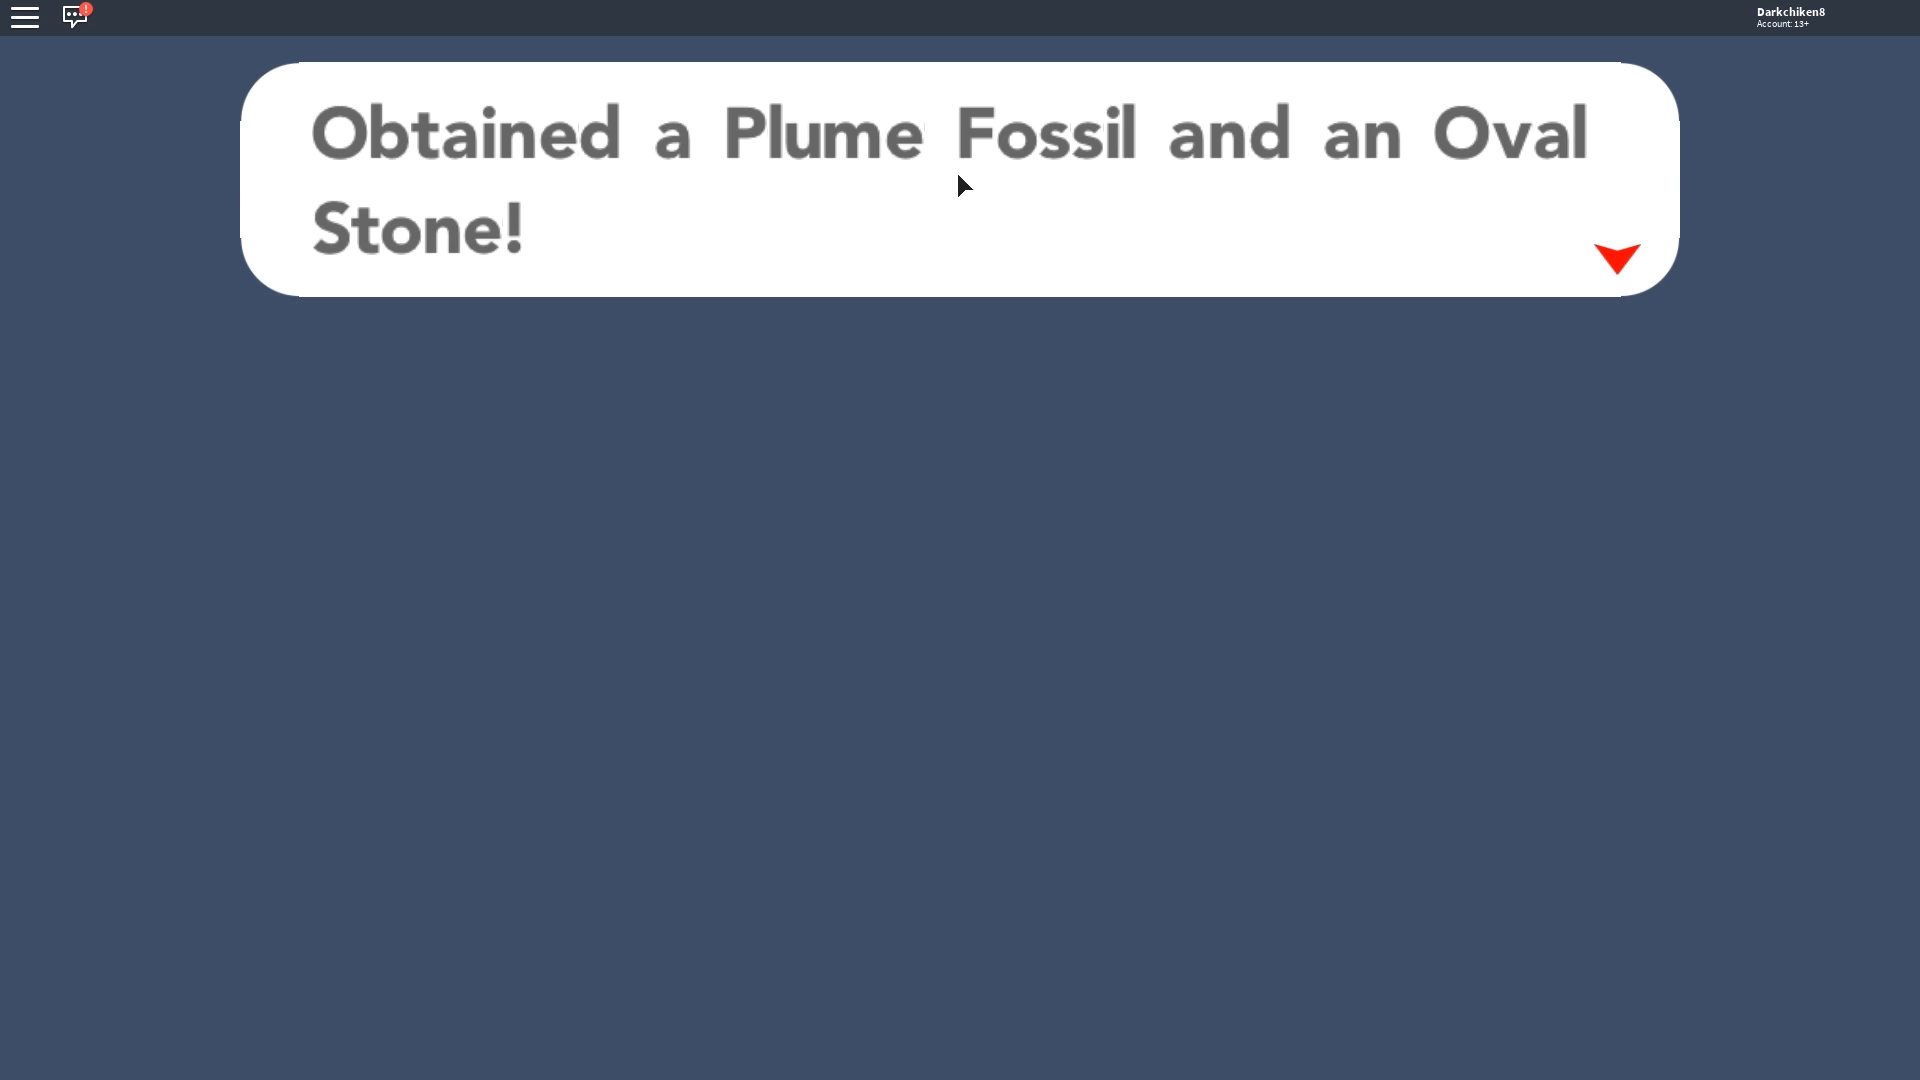 Darkchiken8
Account: 13+
Obtained a Plume Fossil and an Oval
Stone!